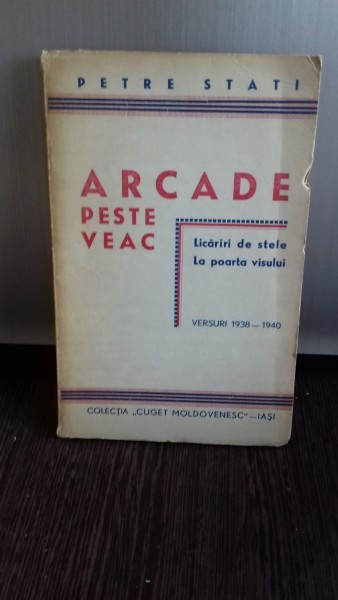 PETRE STATI
ARCADE
PESTE
VEAC
Licăriri de stele
La poarta visului
VERSURI 1938 — 1940
COLECȚIA „CUGET MOLDOVENESC" — IAȘI